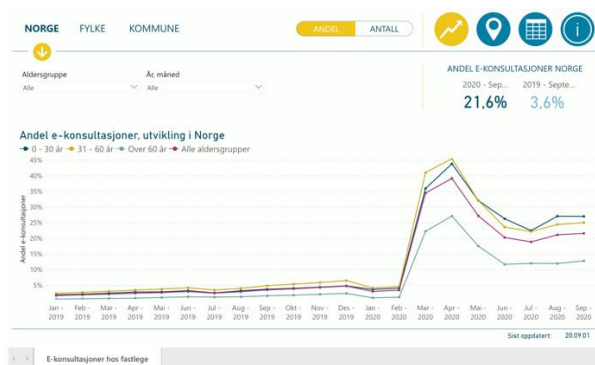 NORGE FYLKE KOMMUNE ANDEL ANTALL
ANDEL E-KONSULTASJONER NORGE
Aldersgruppe År, måned
Alle Alle
2020 - Sep... 2019 - Septe...
21,6% 3,6%
Andel e-konsultasjoner, utvikling i Norge
0 - 30 år 31 - 60 år Over 60 år Alle aldersgrupper
Andel e-konsultasjoner
45%
40%
35%
30%
25%
20%
15%
10%
5%
Jan - Feb - Mar - Apr - Mai - Jun - Jul - Aug - Sep - Okt - Nov - Des - Jan - Feb - Mar - Apr - Mai - Jun - Jul - Aug - Sep -
2019 2019 2019 2019 2019 2019 2019 2019 2019 2019 2019 2019 2020 2020 2020 2020 2020 2020 2020 2020 2020
Sist oppdatert: 20.09.01
E-konsultasjoner hos fastlege